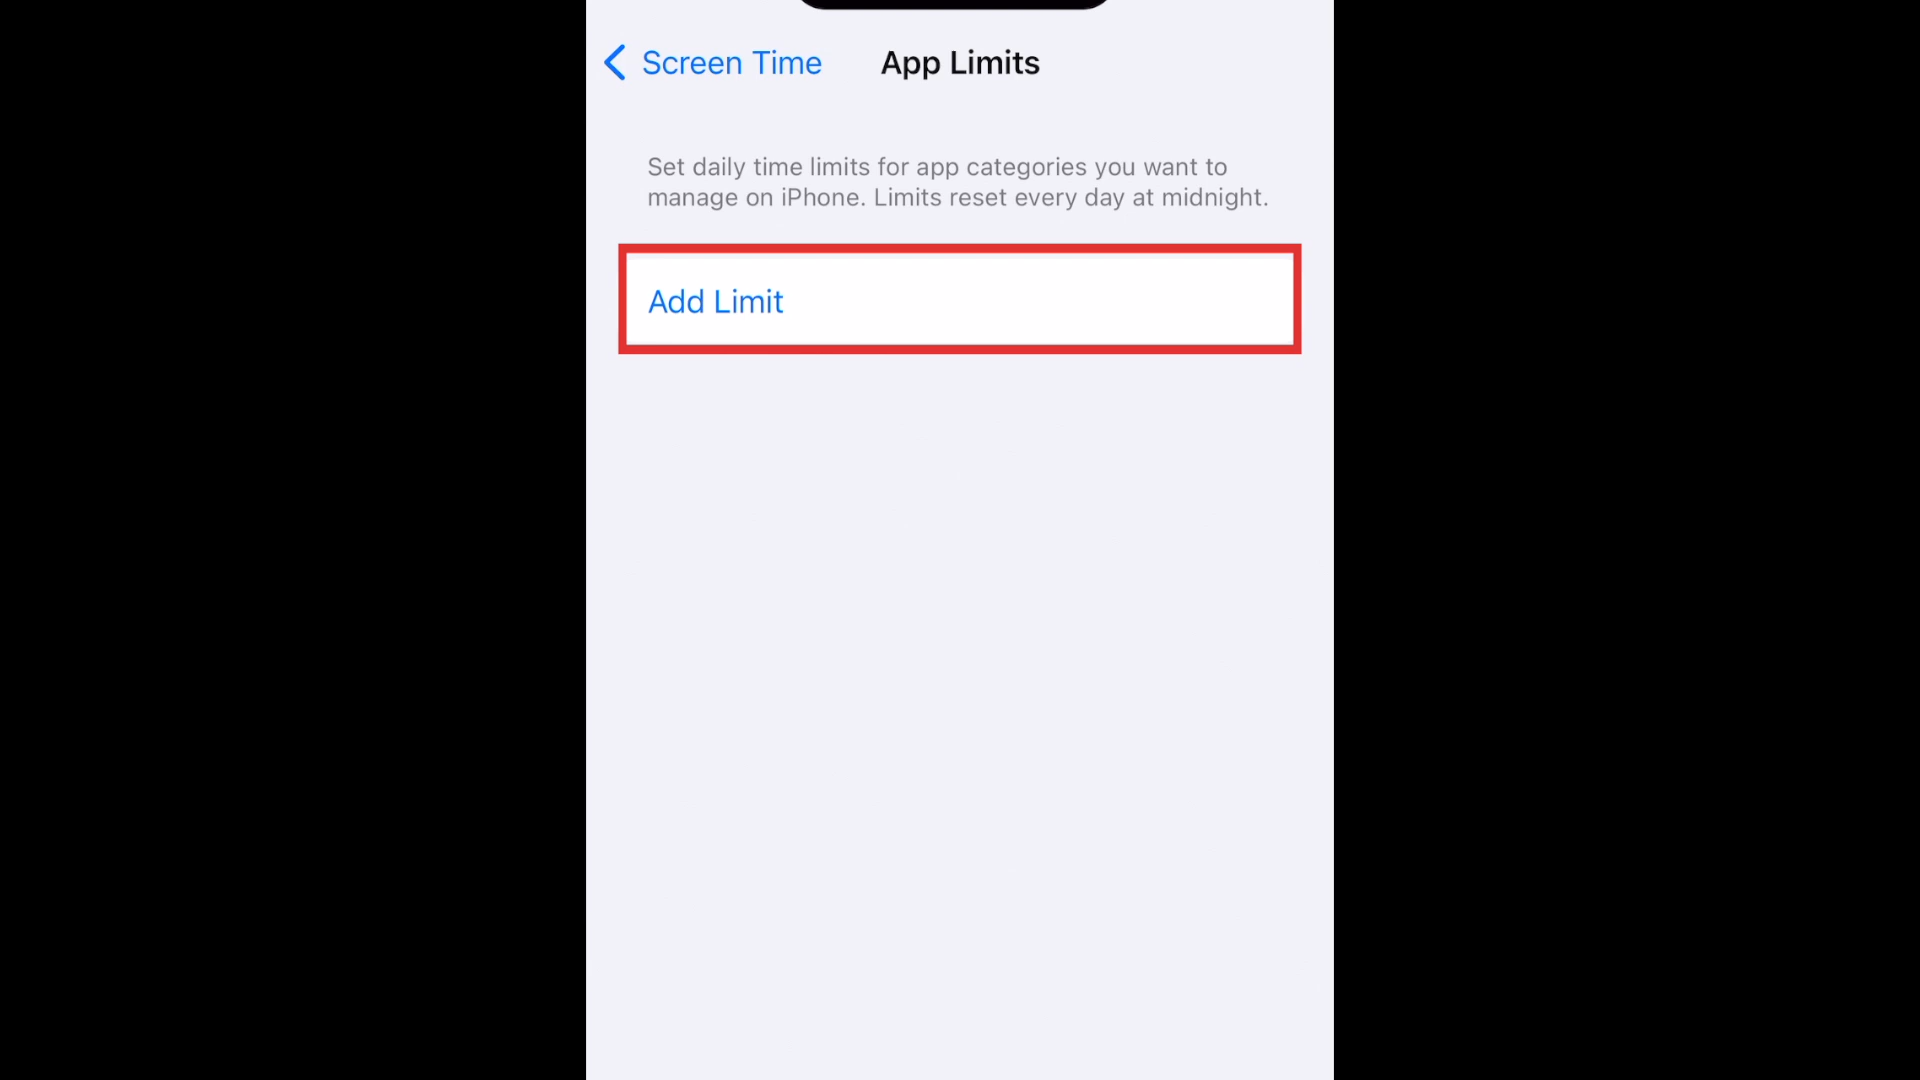 Screen Time
App Limits
Set daily time limits for app categories you want to
manage on iPhone. Limits reset every day at midnight.
Add Limit